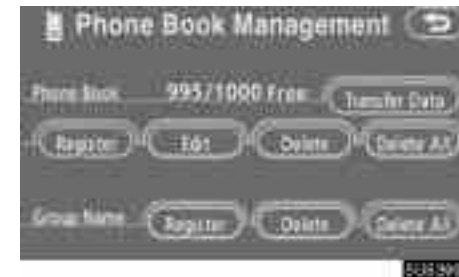 Phone Book Management
Phone Book 995/1000 Free Transfer Data
Register Edit Delete Delete All
Group Name Register Delete Delete All